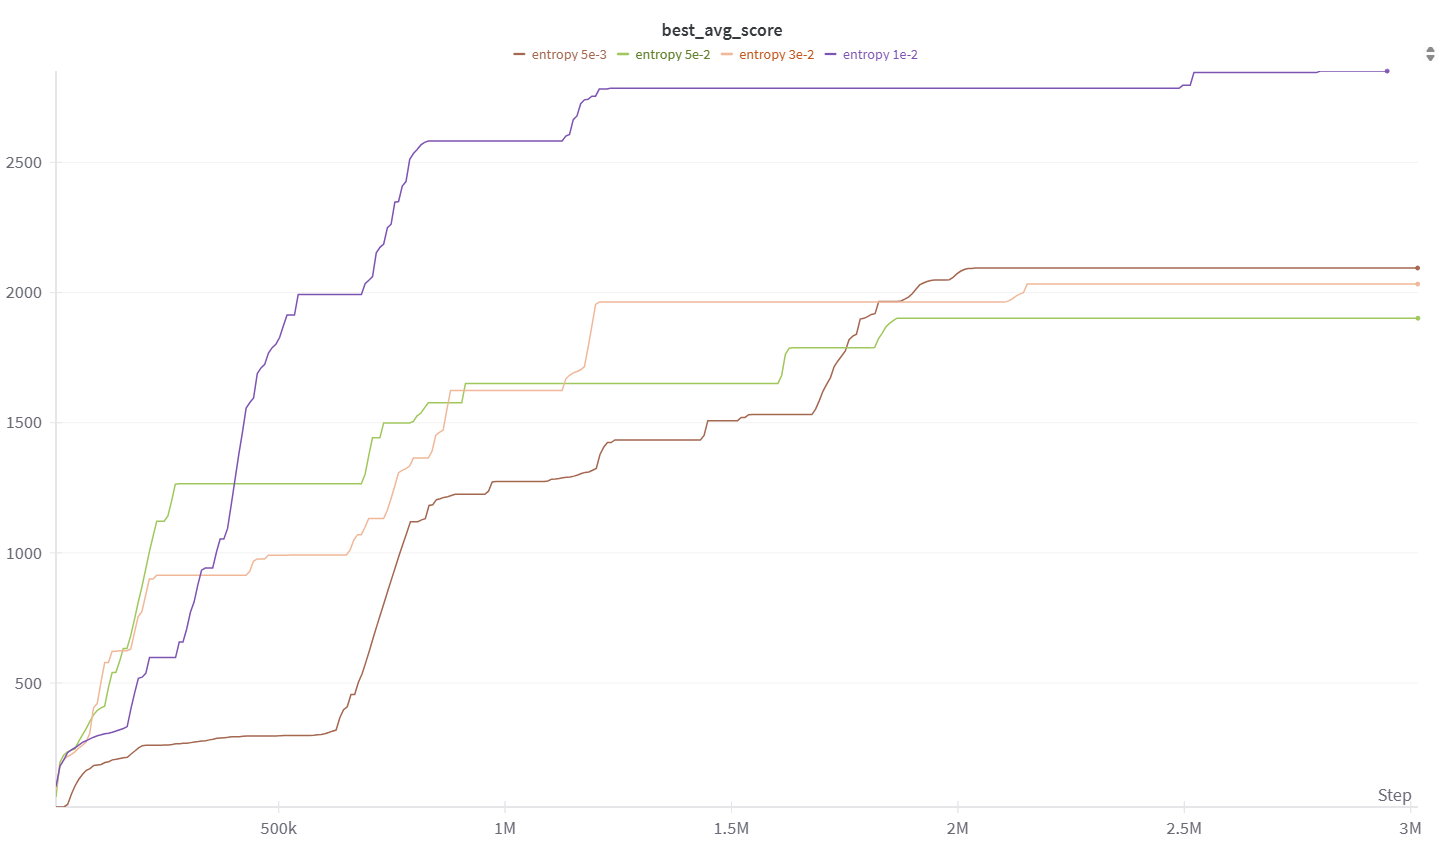 best_avg_score
entropy 5e-3 entropy 5e-2 entropy 3e-2 entropy 1e-2
2500
2000
1500
1000
500
Step
500k 1M 1.5M 2M 2.5M 3M